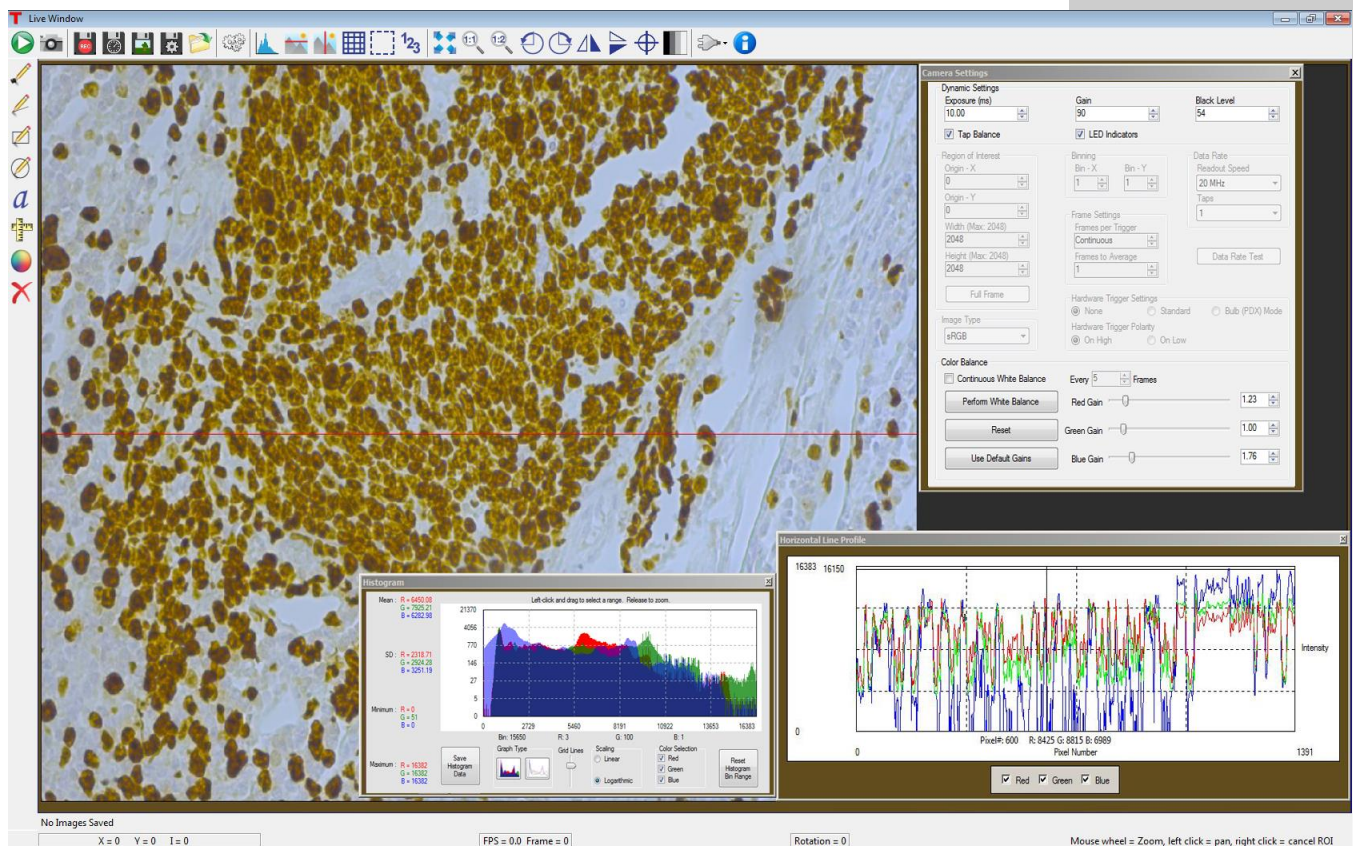 T Live Window
REC
1:1
1:2
123
a
Camera Settings
Dynamic Settings
Exposure (ms) Gain Black Level
10.00 90 54
Tap Balance LED Indicators
Region of Interest Binning Data Rate
Origin - X Bin - X Bin - Y Readout Speed
0 1 1 20 MHz
Origin - Y Taps
0 Frame Settings 1
Width (Max: 2048) Frames per Trigger
2048 Continuous
Height (Max: 2048) Frames to Average Data Rate Test
2048 1
Full Frame Hardware Trigger Settings
None Standard Bulb (PDX) Mode
Image Type Hardware Trigger Polarity
sRGB On High On Low
Color Balance
Continuous White Balance Every 5 Frames
Perform White Balance Red Gain 1.23
Reset Green Gain 1.00
Use Default Gains Blue Gain 1.76
Horizontal Line Profile
16383 16150
Intensity
0
Pixel#: 600 R: 8425 G: 8815 B: 6989
0 Pixel Number 1391
Red Green Blue
Histogram
Left-click and drag to select a range. Release to zoom.
Mean : R = 6450.08
G = 7925.21
B = 6282.98
SD : R = 2318.71
G = 2924.28
B = 3251.19
Minimum : R = 0
G = 51
B = 0
Maximum : R = 16382
G = 16382
B = 16382
21370
4056
770
146
27
5
0
0 2729 5460 8191 10922 13653 16383
Bin: 15650 R: 3 G: 100 B: 1
Save Histogram Data
Graph Type
Grid Lines
Scaling
Linear
Logarithmic
Color Selection
Red
Green
Blue
Reset Histogram Bin Range
No Images Saved
X = 0 Y = 0 I = 0 FPS = 0.0 Frame = 0 Rotation = 0 Mouse wheel = Zoom, left click = pan, right click = cancel ROI